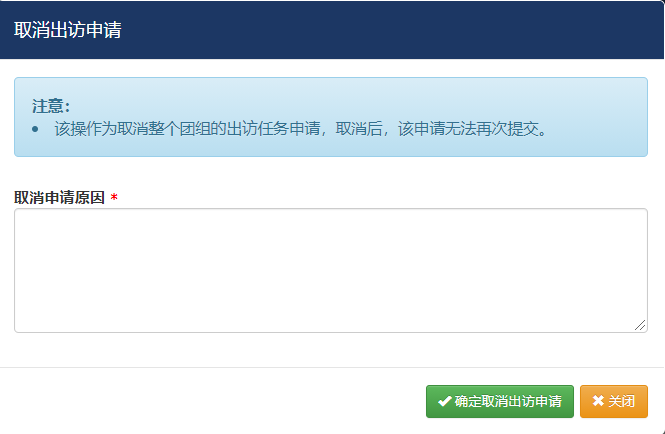 取消出访申请
注意：
• 该操作为取消整个团组的出访任务申请，取消后，该申请无法再次提交。
取消申请原因 *
确定取消出访申请
关闭